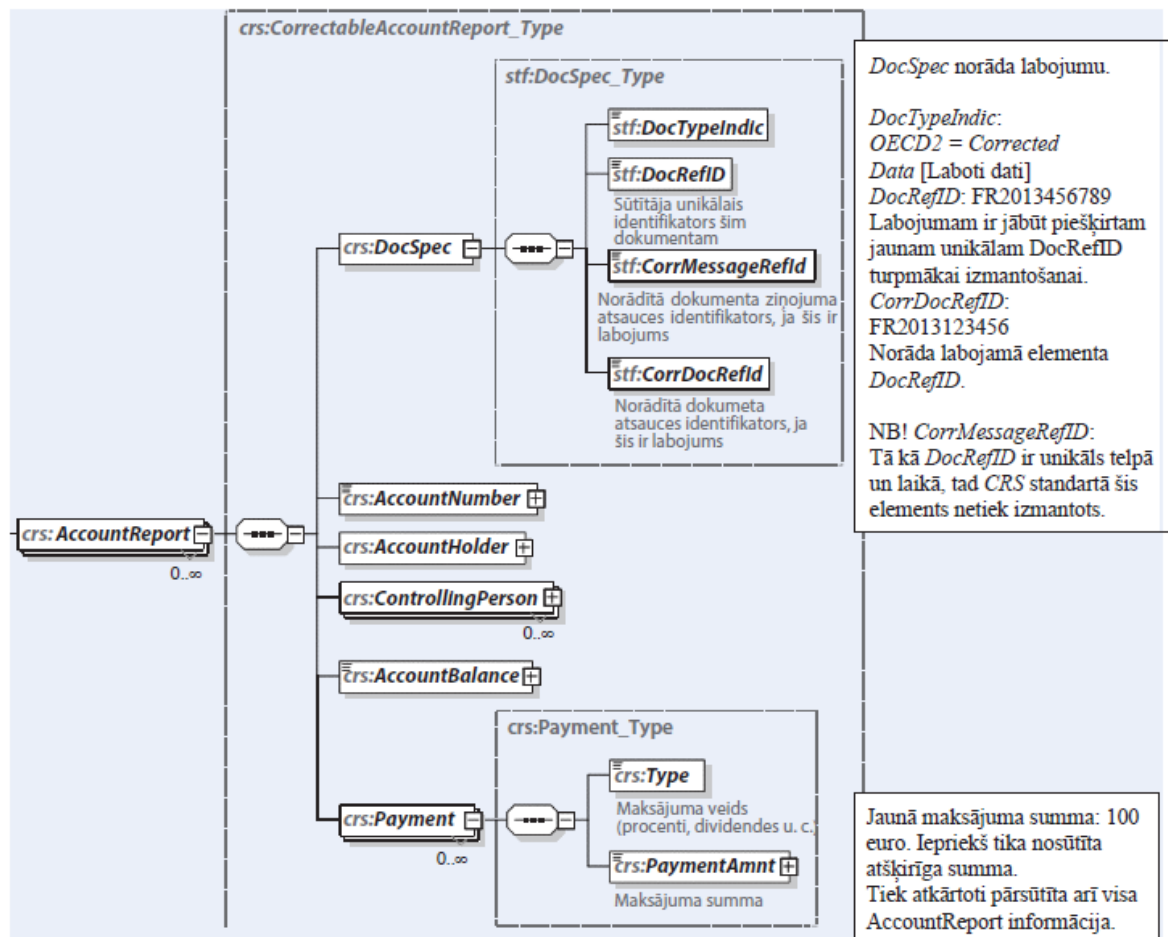 crs:CorrectableAccountReport_Type
stf:DocSpec_Type
stf:DocTypeIndic
stf:DocRefID
Sūtītāja unikālais
identifikators šim
dokumentam
crs:DocSpec
stf:CorrMessageRefId
Norādītā dokumenta ziņojuma
atsauces identifikators, ja šis ir
labojums
stf:CorrDocRefId
Norādītā dokumeta
atsauces identifikators, ja
šis ir labojums
crs:AccountNumber
crs: AccountReport
0..∞
crs:AccountHolder
crs:ControllingPerson
0..∞
crs:AccountBalance
crs:Payment_Type
crs:Type
Maksājuma veids
(procenti, dividendes u. c.)
crs:Payment
0..∞
crs:PaymentAmnt
Maksājuma summa
DocSpec norāda labojumu.
DocTypeIndic:
OECD2 = Corrected
Data [Laboti dati]
DocRefID: FR2013456789
Labojumam ir jābūt piešķirtam
jaunam unikālam DocRefID
turpmākai izmantošanai.
CorrDocRefID:
FR2013123456
Norāda labojamā elementa
DocRefID.
NB! CorrMessageRefID:
Tā kā DocRefID ir unikāls telpā
un laikā, tad CRS standartā šis
elements netiek izmantots.
Jaunā maksājuma summa: 100
euro. Iepriekš tika nosūtīta
atšķirīga summa.
Tiek atkārtoti pārsūtīta arī visa
AccountReport informācija.